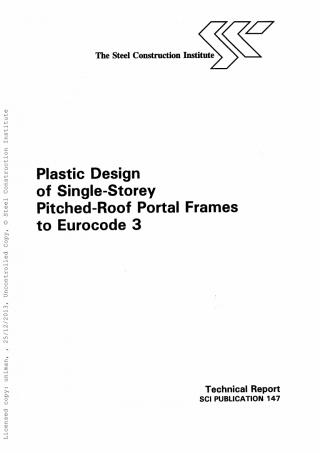 The Steel Construction Institute
Plastic Design
of Single-Storey
Pitched-Roof Portal Frames
to Eurocode 3
Technical Report
SCI PUBLICATION 147
Licensed copy: uniman, , 25/12/2013, Uncontrolled Copy, © Steel Construction Institute